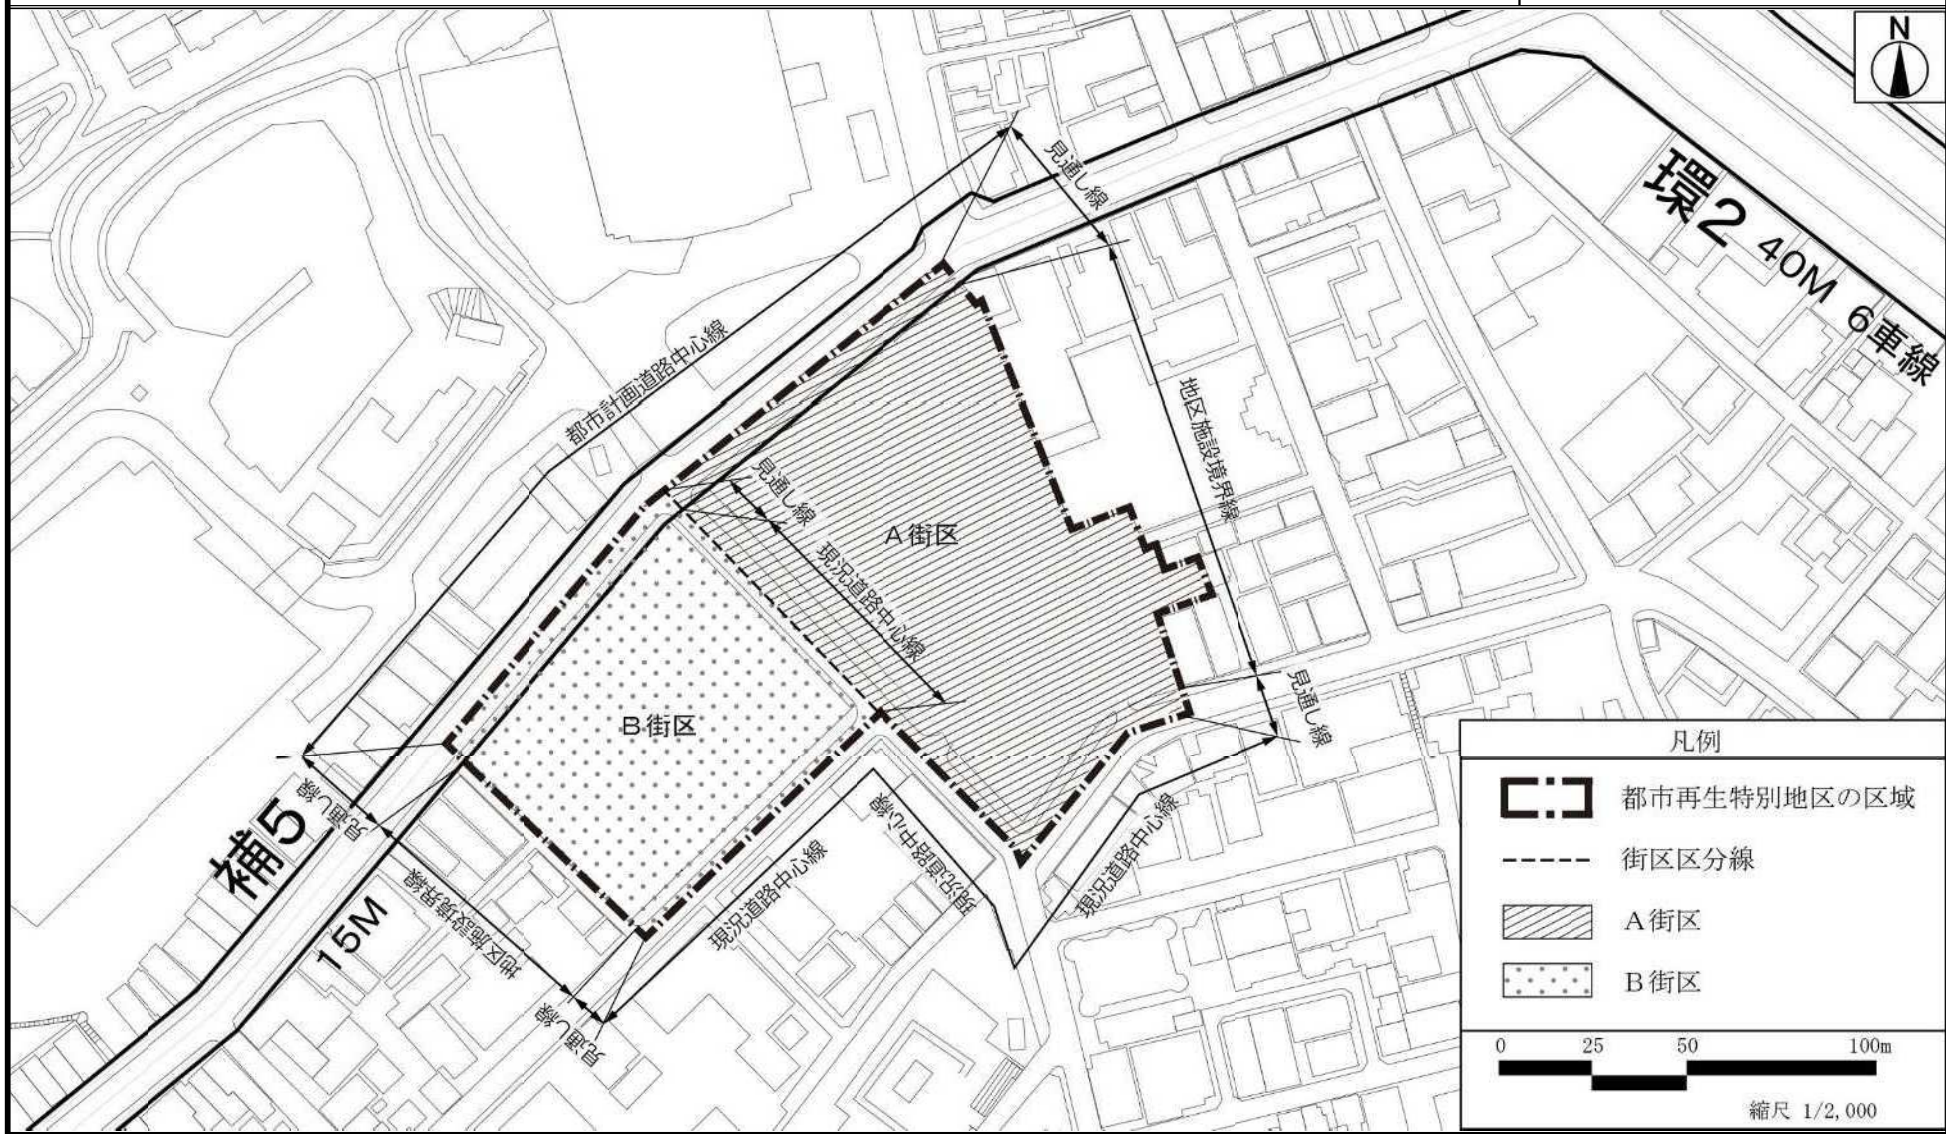 N
見通し線
環2 40M 6車線
都市計画道路中心線
地区施設境界線
見通し線
A街区
現況道路中心線
B街区
見通し線
見通し線
補5
15M
地区施設境界線
見通し線
現況道路中心線
現況道路中心線
現況道路中心線
凡例
都市再生特別地区の区域
街区区分線
A街区
B街区
0 25 50 100m
縮尺 1/2,000